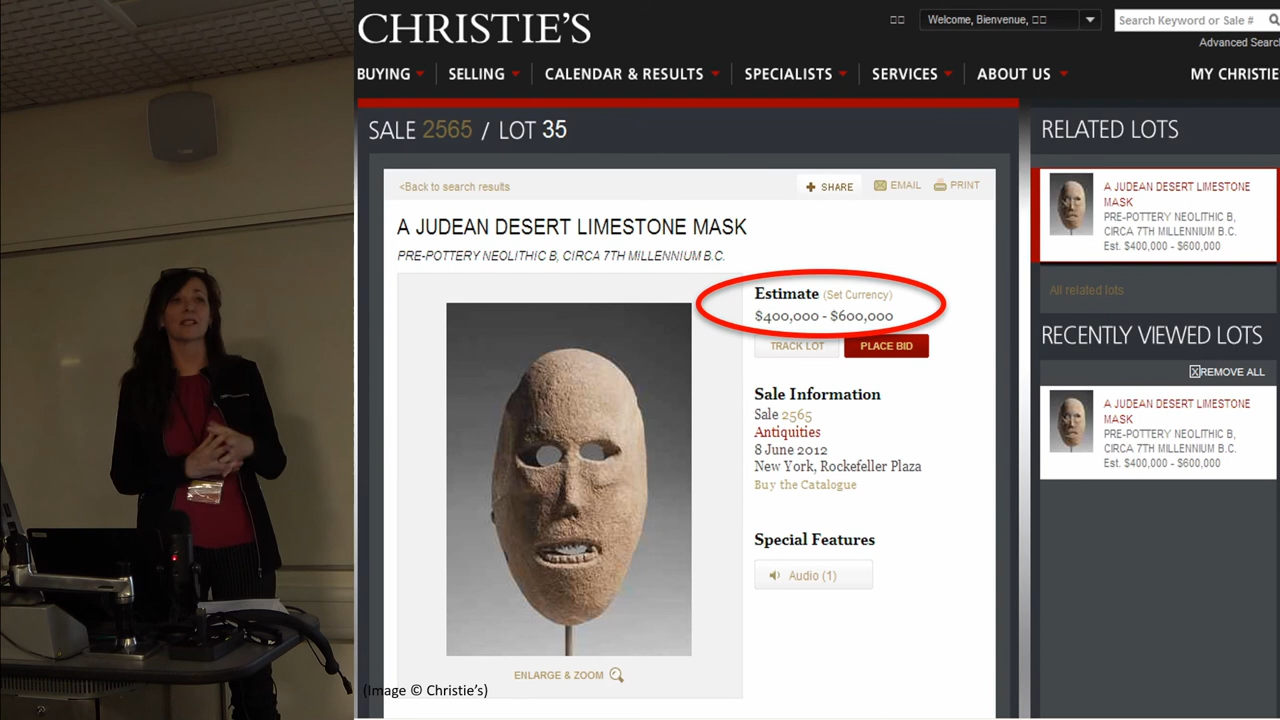 CHRISTIE'S
Welcome, Bienvenue,
Search Keyword or Sale #
Advanced Searc
BUYING
SELLING
CALENDAR & RESULTS
SPECIALISTS
SERVICES
ABOUT US
MY CHRISTIE
SALE 2565 / LOT 35
<Back to search results
SHARE
EMAIL
PRINT
A JUDEAN DESERT LIMESTONE MASK
PRE-POTTERY NEOLITHIC B, CIRCA 7TH MILLENNIUM B.C.
Estimate (Set Currency)
$400,000 - $600,000
TRACK LOT
PLACE BID
Sale Information
Sale 2565
Antiquities
8 June 2012
New York, Rockefeller Plaza
Buy the Catalogue
Special Features
Audio (1)
ENLARGE & ZOOM
(Image © Christie's)
RELATED LOTS
A JUDEAN DESERT LIMESTONE
MASK
PRE-POTTERY NEOLITHIC B,
CIRCA 7TH MILLENNIUM B.C.
Est. $400,000 - $600,000
All related lots
RECENTLY VIEWED LOTS
X REMOVE ALL
A JUDEAN DESERT LIMESTONE
MASK
PRE-POTTERY NEOLITHIC B,
CIRCA 7TH MILLENNIUM B.C.
Est. $400,000 - $600,000